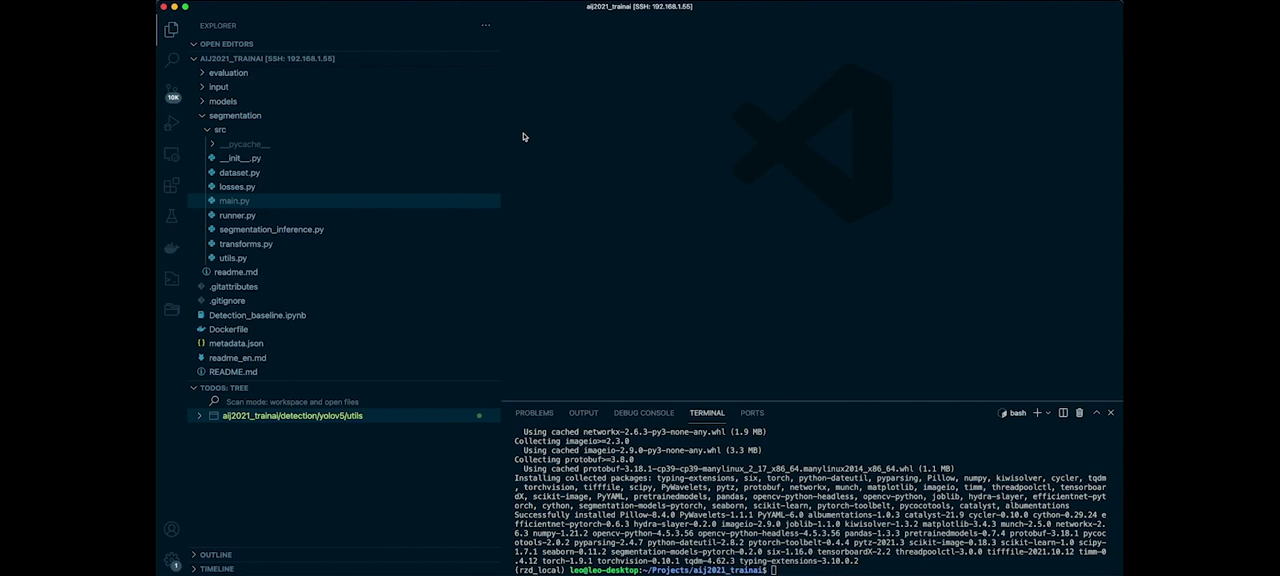 aij2021_trainai [SSH: 192.168.1.55]
EXPLORER
OPEN EDITORS
AIJ2021_TRAINAI [SSH: 192.168.1.55]
evaluation
input
models
segmentation
src
__pycache__
__init__.py
dataset.py
losses.py
main.py
runner.py
segmentation_inference.py
transforms.py
utils.py
readme.md
.gitattributes
.gitignore
Detection_baseline.ipynb
Dockerfile
metadata.json
readme_en.md
README.md
TODOS: TREE
Scan mode: workspace and open files
aij2021_trainai/detection/yolov5/utils
OUTLINE
TIMELINE
10K
1
PROBLEMS OUTPUT DEBUG CONSOLE TERMINAL PORTS
bash
Using cached networkx-2.6.3-py3-none-any.whl (1.9 MB)
Collecting imageio>=2.3.0
Using cached imageio-2.9.0-py3-none-any.whl (3.3 MB)
Collecting protobuf>=3.8.0
Using cached protobuf-3.18.1-cp39-cp39-manylinux_2_17_x86_64.manylinux2014_x86_64.whl (1.1 MB)
Installing collected packages: typing-extensions, six, torch, python-dateutil, pyparsing, Pillow, numpy, kiwisolver, cycler, tqdm
, torchvision, tifffile, scipy, PyWavelets, pytz, protobuf, networkx, munch, matplotlib, imageio, timm, threadpoolctl, tensorboar
dX, scikit-image, PyYAML, pretrainedmodels, pandas, opencv-python-headless, opencv-python, joblib, hydra-slayer, efficientnet-pyt
orch, cython, segmentation-models-pytorch, seaborn, scikit-learn, pytorch-toolbelt, pycocotools, catalyst, albumentations
Successfully installed Pillow-8.4.0 PyWavelets-1.1.1 PyYAML-6.0 albumentations-1.0.3 catalyst-21.9 cycler-0.10.0 cython-0.29.24 e
fficientnet-pytorch-0.6.3 hydra-slayer-0.2.0 imageio-2.9.0 joblib-1.1.0 kiwisolver-1.3.2 matplotlib-3.4.3 munch-2.5.0 networkx-2.
6.3 numpy-1.21.2 opencv-python-4.5.3.56 opencv-python-headless-4.5.3.56 pandas-1.3.3 pretrainedmodels-0.7.4 protobuf-3.18.1 pycoc
ootools-2.0.2 pyparsing-2.4.7 python-dateutil-2.8.2 pytorch-toolbelt-0.4.4 pytz-2021.3 scikit-image-0.18.3 scikit-learn-1.0 scipy-
1.7.1 seaborn-0.11.2 segmentation-models-pytorch-0.2.0 six-1.16.0 tensorboardX-2.2 threadpoolctl-3.0.0 tifffile-2021.10.12 timm-0
.4.12 torch-1.9.1 torchvision-0.10.1 tqdm-4.62.3 typing-extensions-3.10.0.2
(rzd_local) leo@leo-desktop:~/Projects/aij2021_trainai$